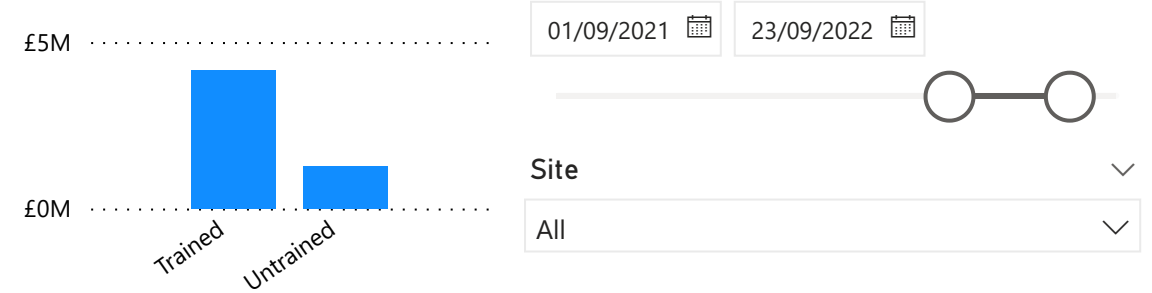 £5M
£0M
Trained
Untrained
01/09/2021
23/09/2022
Site
All